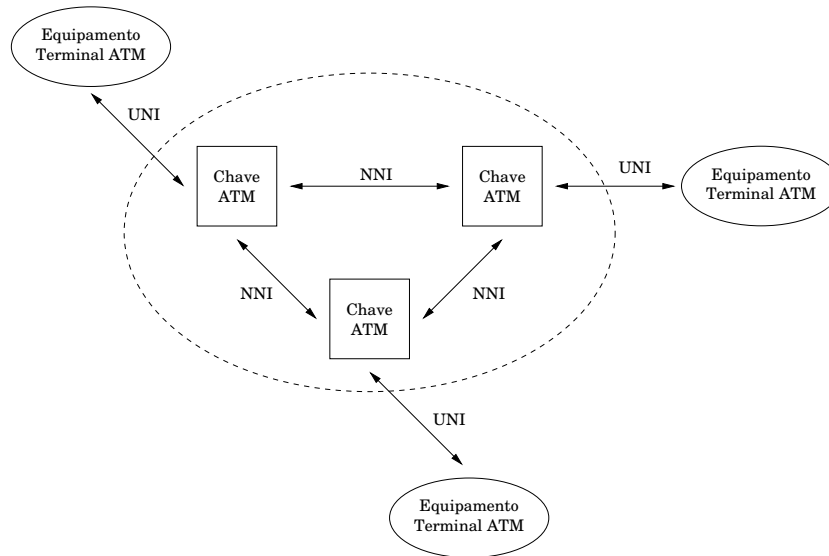 Equipamento
Terminal ATM
UNI
Chave
ATM
NNI
Chave
ATM
UNI
Equipamento
Terminal ATM
NNI
Chave
ATM
NNI
UNI
Equipamento
Terminal ATM